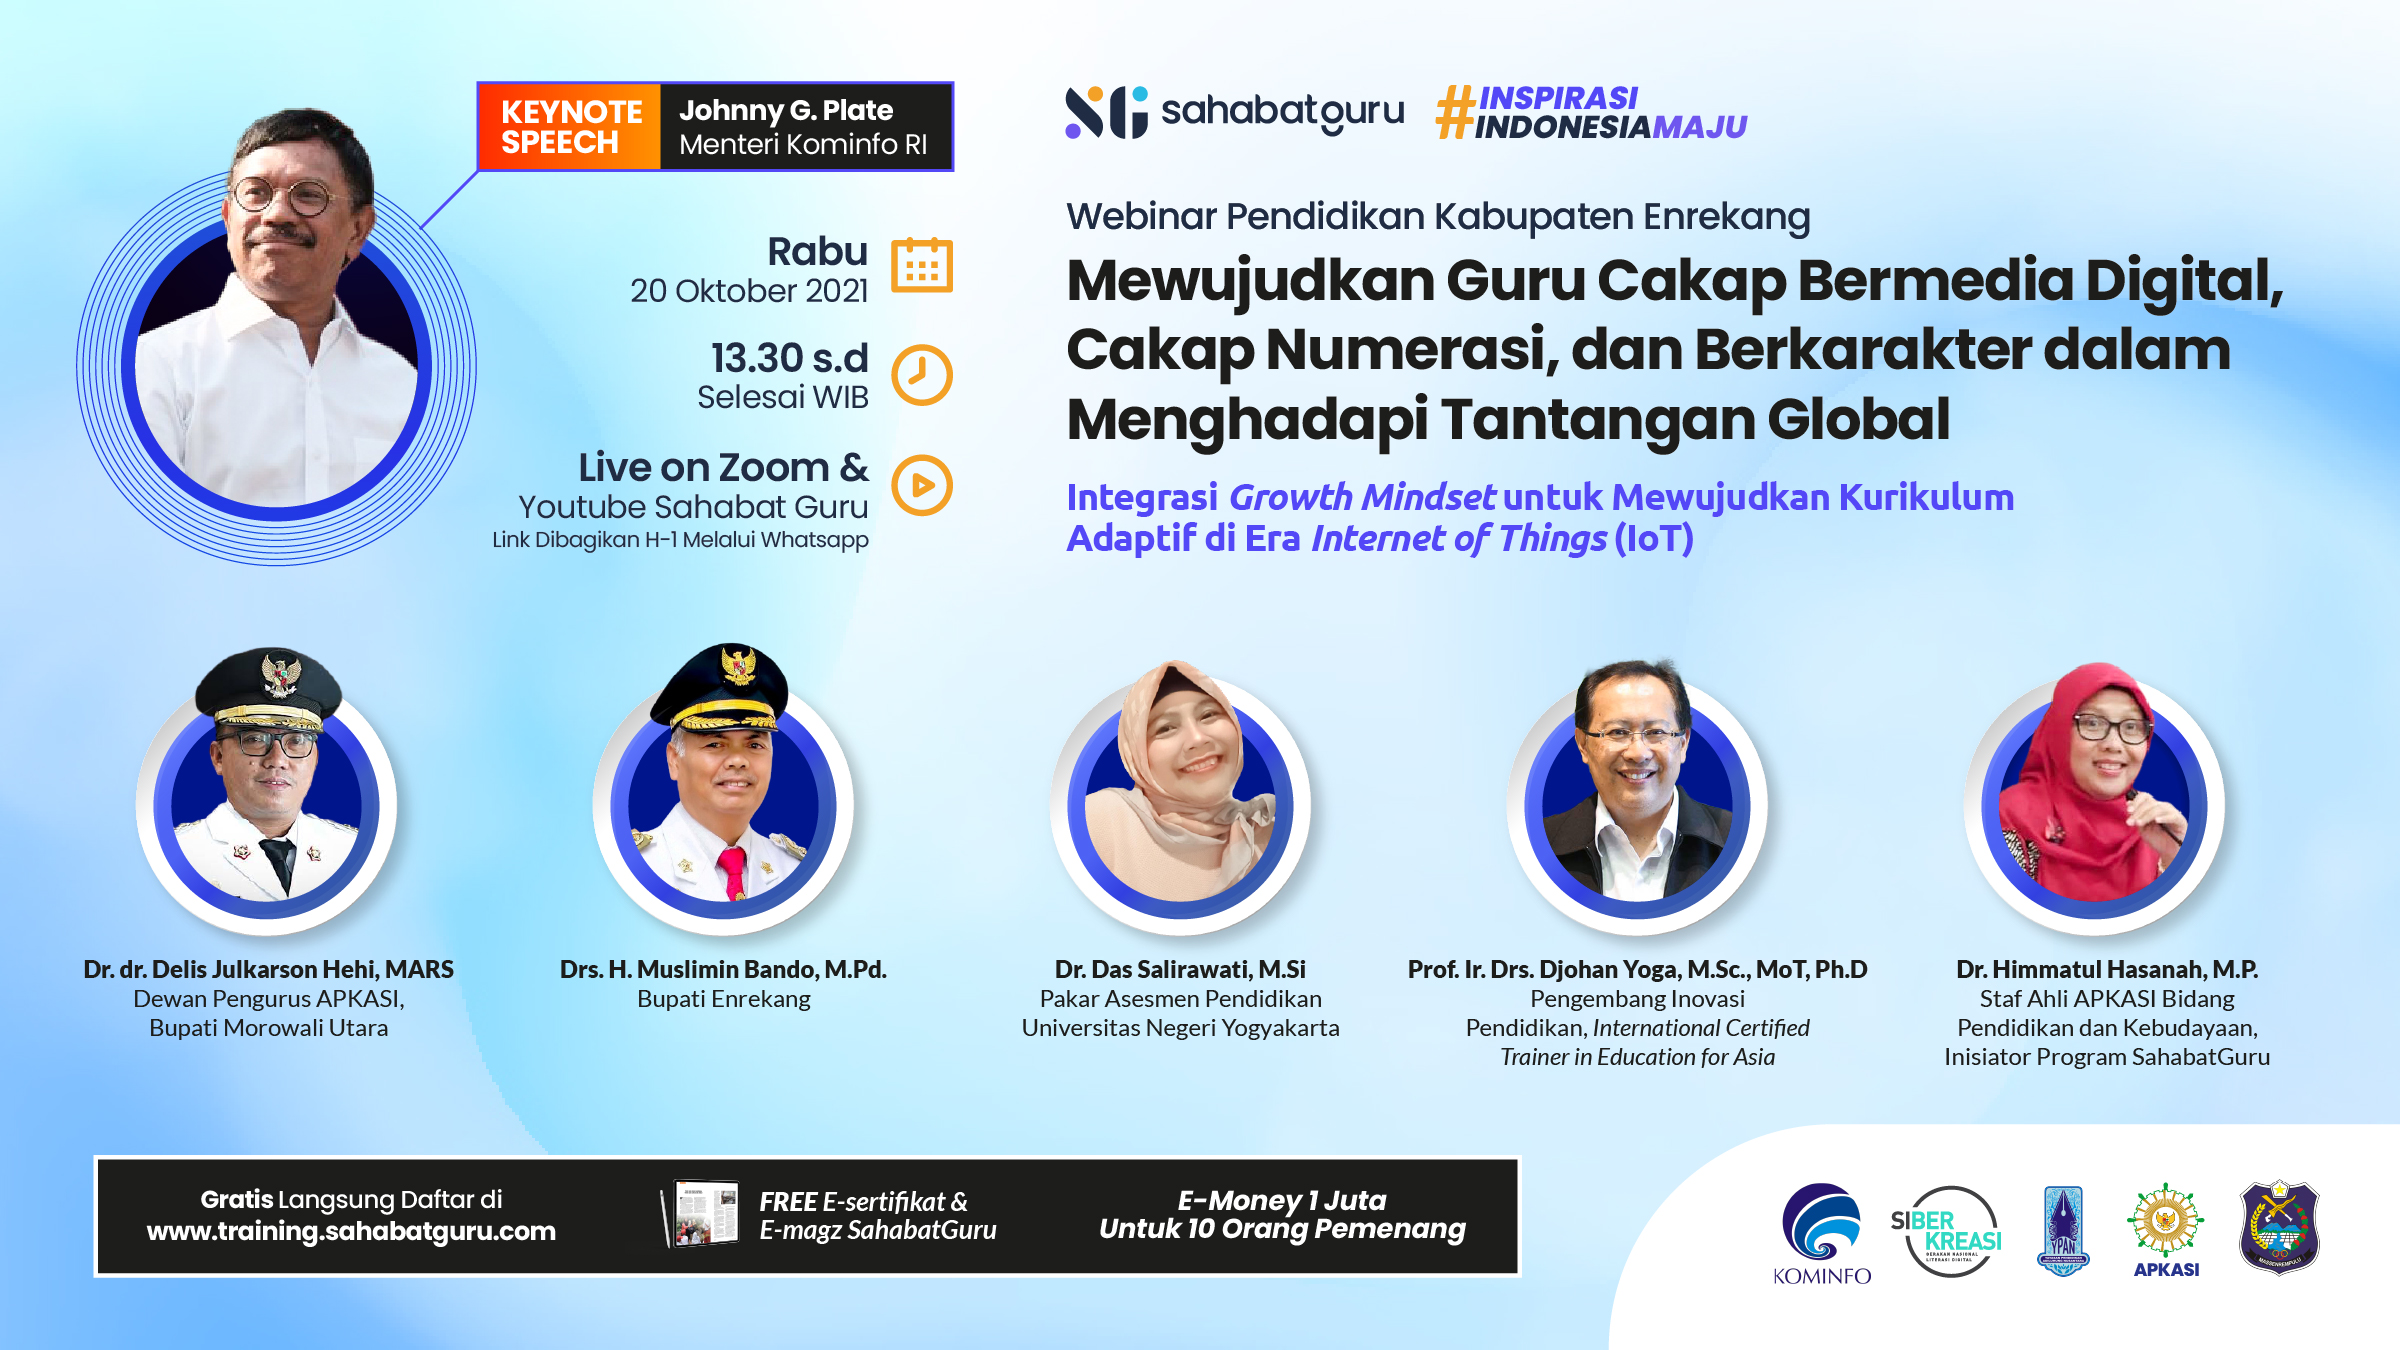 KEYNOTE
SPEECH
Johnny G. Plate
Menteri Kominfo RI
Rabu
20 Oktober 2021
13.30 s.d
Selesai WIB
Live on Zoom &
Youtube Sahabat Guru
Link Dibagikan H-1 Melalui Whatsapp
SG sahabatguru
#INSPIRASI
INDONESIAMAJU
Webinar Pendidikan Kabupaten Enrekang
Mewujudkan Guru Cakap Bermedia Digital,
Cakap Numerasi, dan Berkarakter dalam
Menghadapi Tantangan Global
Integrasi Growth Mindset untuk Mewujudkan Kurikulum
Adaptif di Era Internet of Things (IoT)
Dr. dr. Delis Julkarson Hehi, MARS
Dewan Pengurus APKASI,
Bupati Morowali Utara
Drs. H. Muslimin Bando, M.Pd.
Bupati Enrekang
Dr. Das Salirawati, M.Si
Pakar Asesmen Pendidikan
Universitas Negeri Yogyakarta
Prof. Ir. Drs. Djohan Yoga, M.Sc., MoT, Ph.D
Pengembang Inovasi
Pendidikan, International Certified
Trainer in Education for Asia
Dr. Himmatul Hasanah, M.P.
Staf Ahli APKASI Bidang
Pendidikan dan Kebudayaan,
Inisiator Program SahabatGuru
Gratis Langsung Daftar di
www.training.sahabatguru.com
FREE E-sertifikat &
E-magz SahabatGuru
E-Money 1 Juta
Untuk 10 Orang Pemenang
KOMINFO
SIBER
KREASI
GERAKAN NASIONAL
LITERASI DIGITAL
YPAN
APKASI
MASSENREMPULU